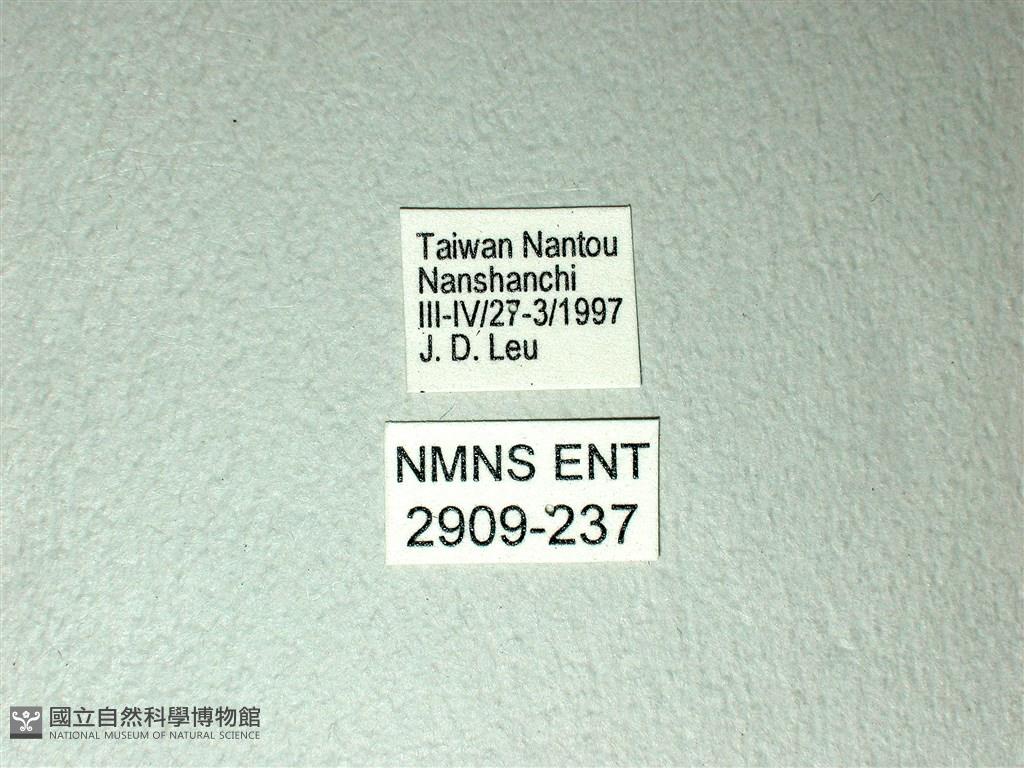 Taiwan Nantou
Nanshanchi
III-IV/27-3/1997
J. D. Leu
NMNS ENT
2909-237
國立自然科學博物館
NATIONAL MUSEUM OF NATURAL SCIENCE